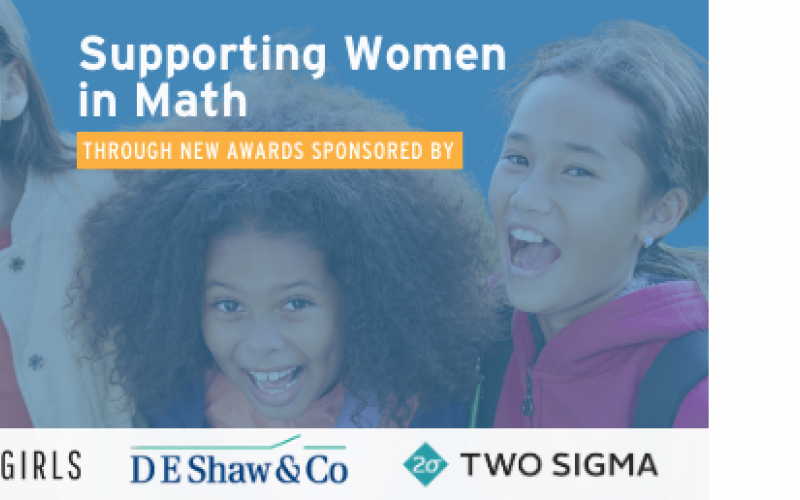 Supporting Women
in Math
THROUGH NEW AWARDS SPONSORED BY
GIRLS
D E Shaw & Co
2σ TWO SIGMA